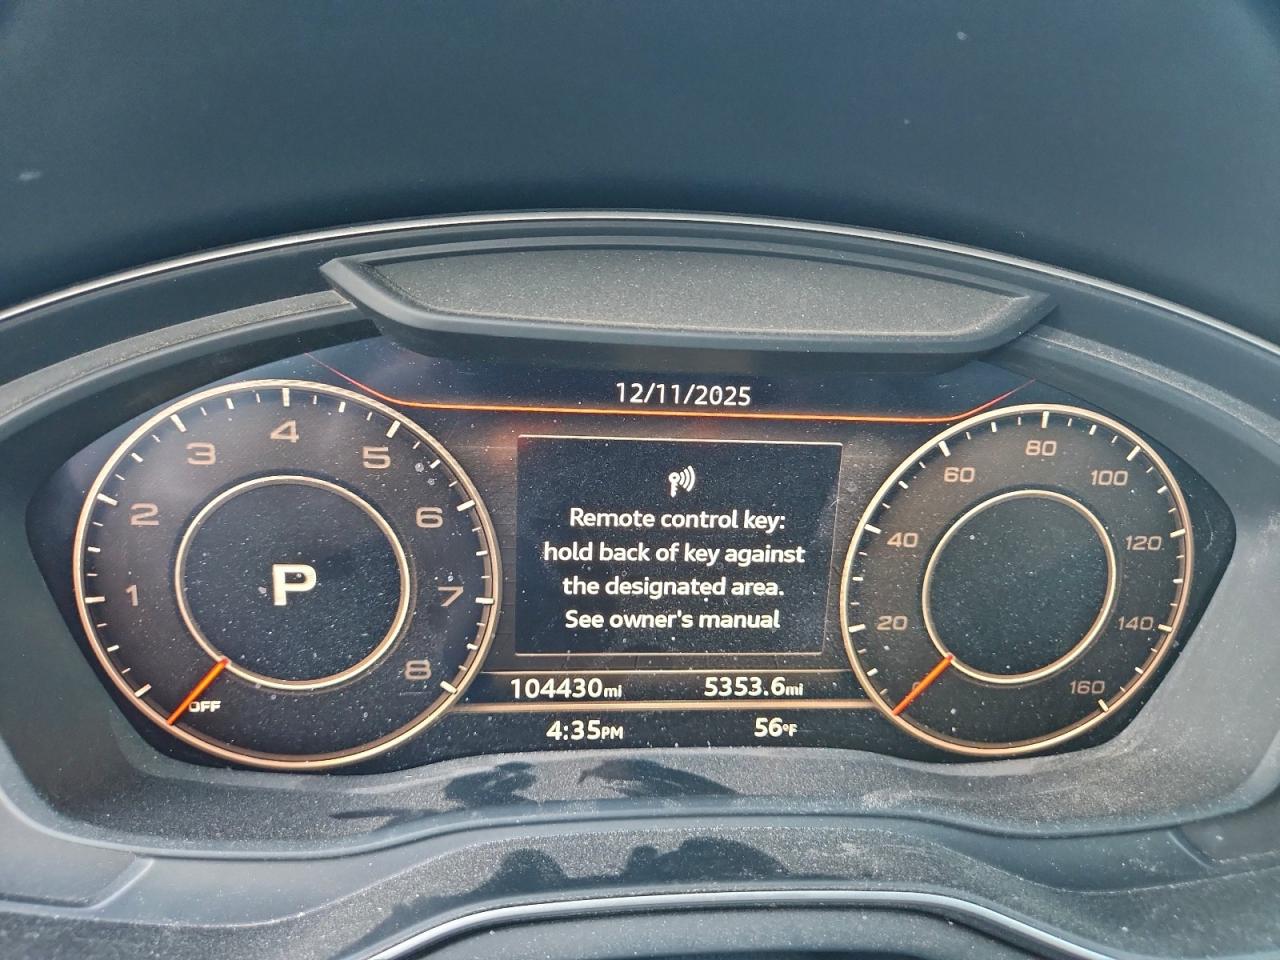 12/11/2025
1
2
3
4
5
6
7
8
OFF
P
Remote control key:
hold back of key against
the designated area.
See owner's manual
104430mi 5353.6mi
4:35PM 56°F
20
40
60
80
100
120
140
160